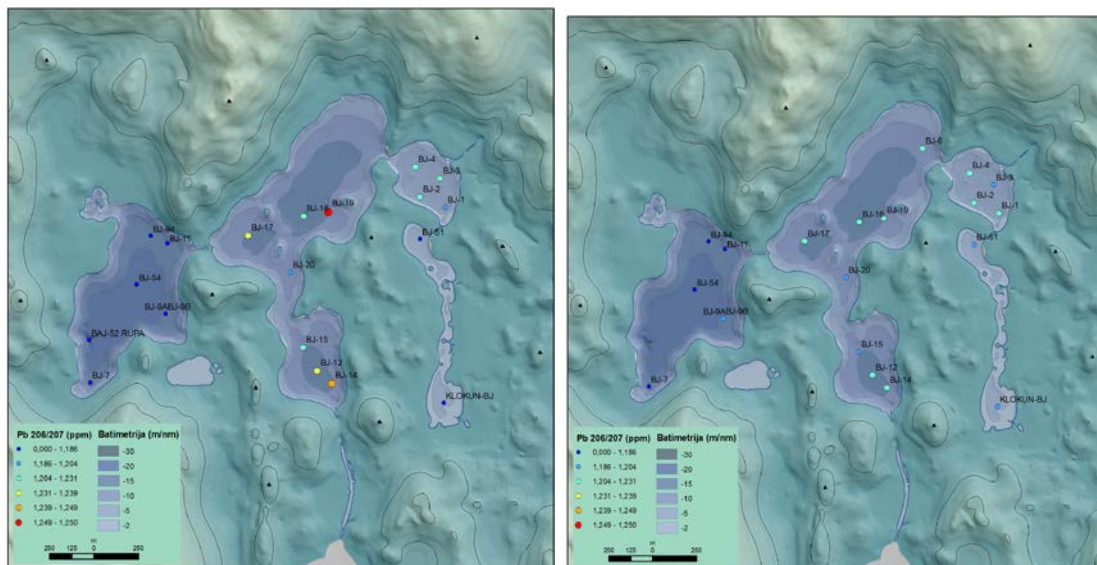 BJ-4
BJ-3
BJ-2
BJ-1
BJ-19
BJ-17
BJ-51
BJ-11
BJ-20
BJ-54
BJ-9ABJ-9B
BAJ-52 RUPA
BJ-15
BJ-12
BJ-14
BJ-7
KLOKUN-BJ
Pb 206/207 (ppm)
0,000 - 1,186
1,186 - 1,204
1,204 - 1,231
1,231 - 1,239
1,239 - 1,249
1,249 - 1,250
Batimetrija (m/nm)
-30
-20
-15
-10
-5
-2
m
250 125 0 250
BJ-6
BJ-4
BJ-3
BJ-2
BJ-1
BJ-19
BJ-17
BJ-51
BJ-11
BJ-20
BJ-54
BJ-9ABJ-9B
BJ-15
BJ-12
BJ-14
BJ-7
KLOKUN-BJ
Pb 206/207 (ppm)
0,000 - 1,186
1,186 - 1,204
1,204 - 1,231
1,231 - 1,239
1,239 - 1,249
1,249 - 1,250
Batimetrija (m/nm)
-30
-20
-15
-10
-5
-2
m
250 125 0 250